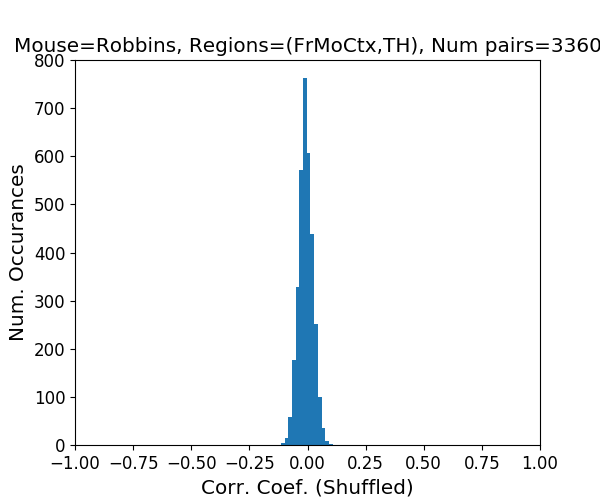 Mouse=Robbins, Regions=(FrMoCtx,TH), Num pairs=3360
800
700
600
500
400
300
200
100
0
Num. Occurances
−1.00 −0.75 −0.50 −0.25 0.00 0.25 0.50 0.75 1.00
Corr. Coef. (Shuffled)